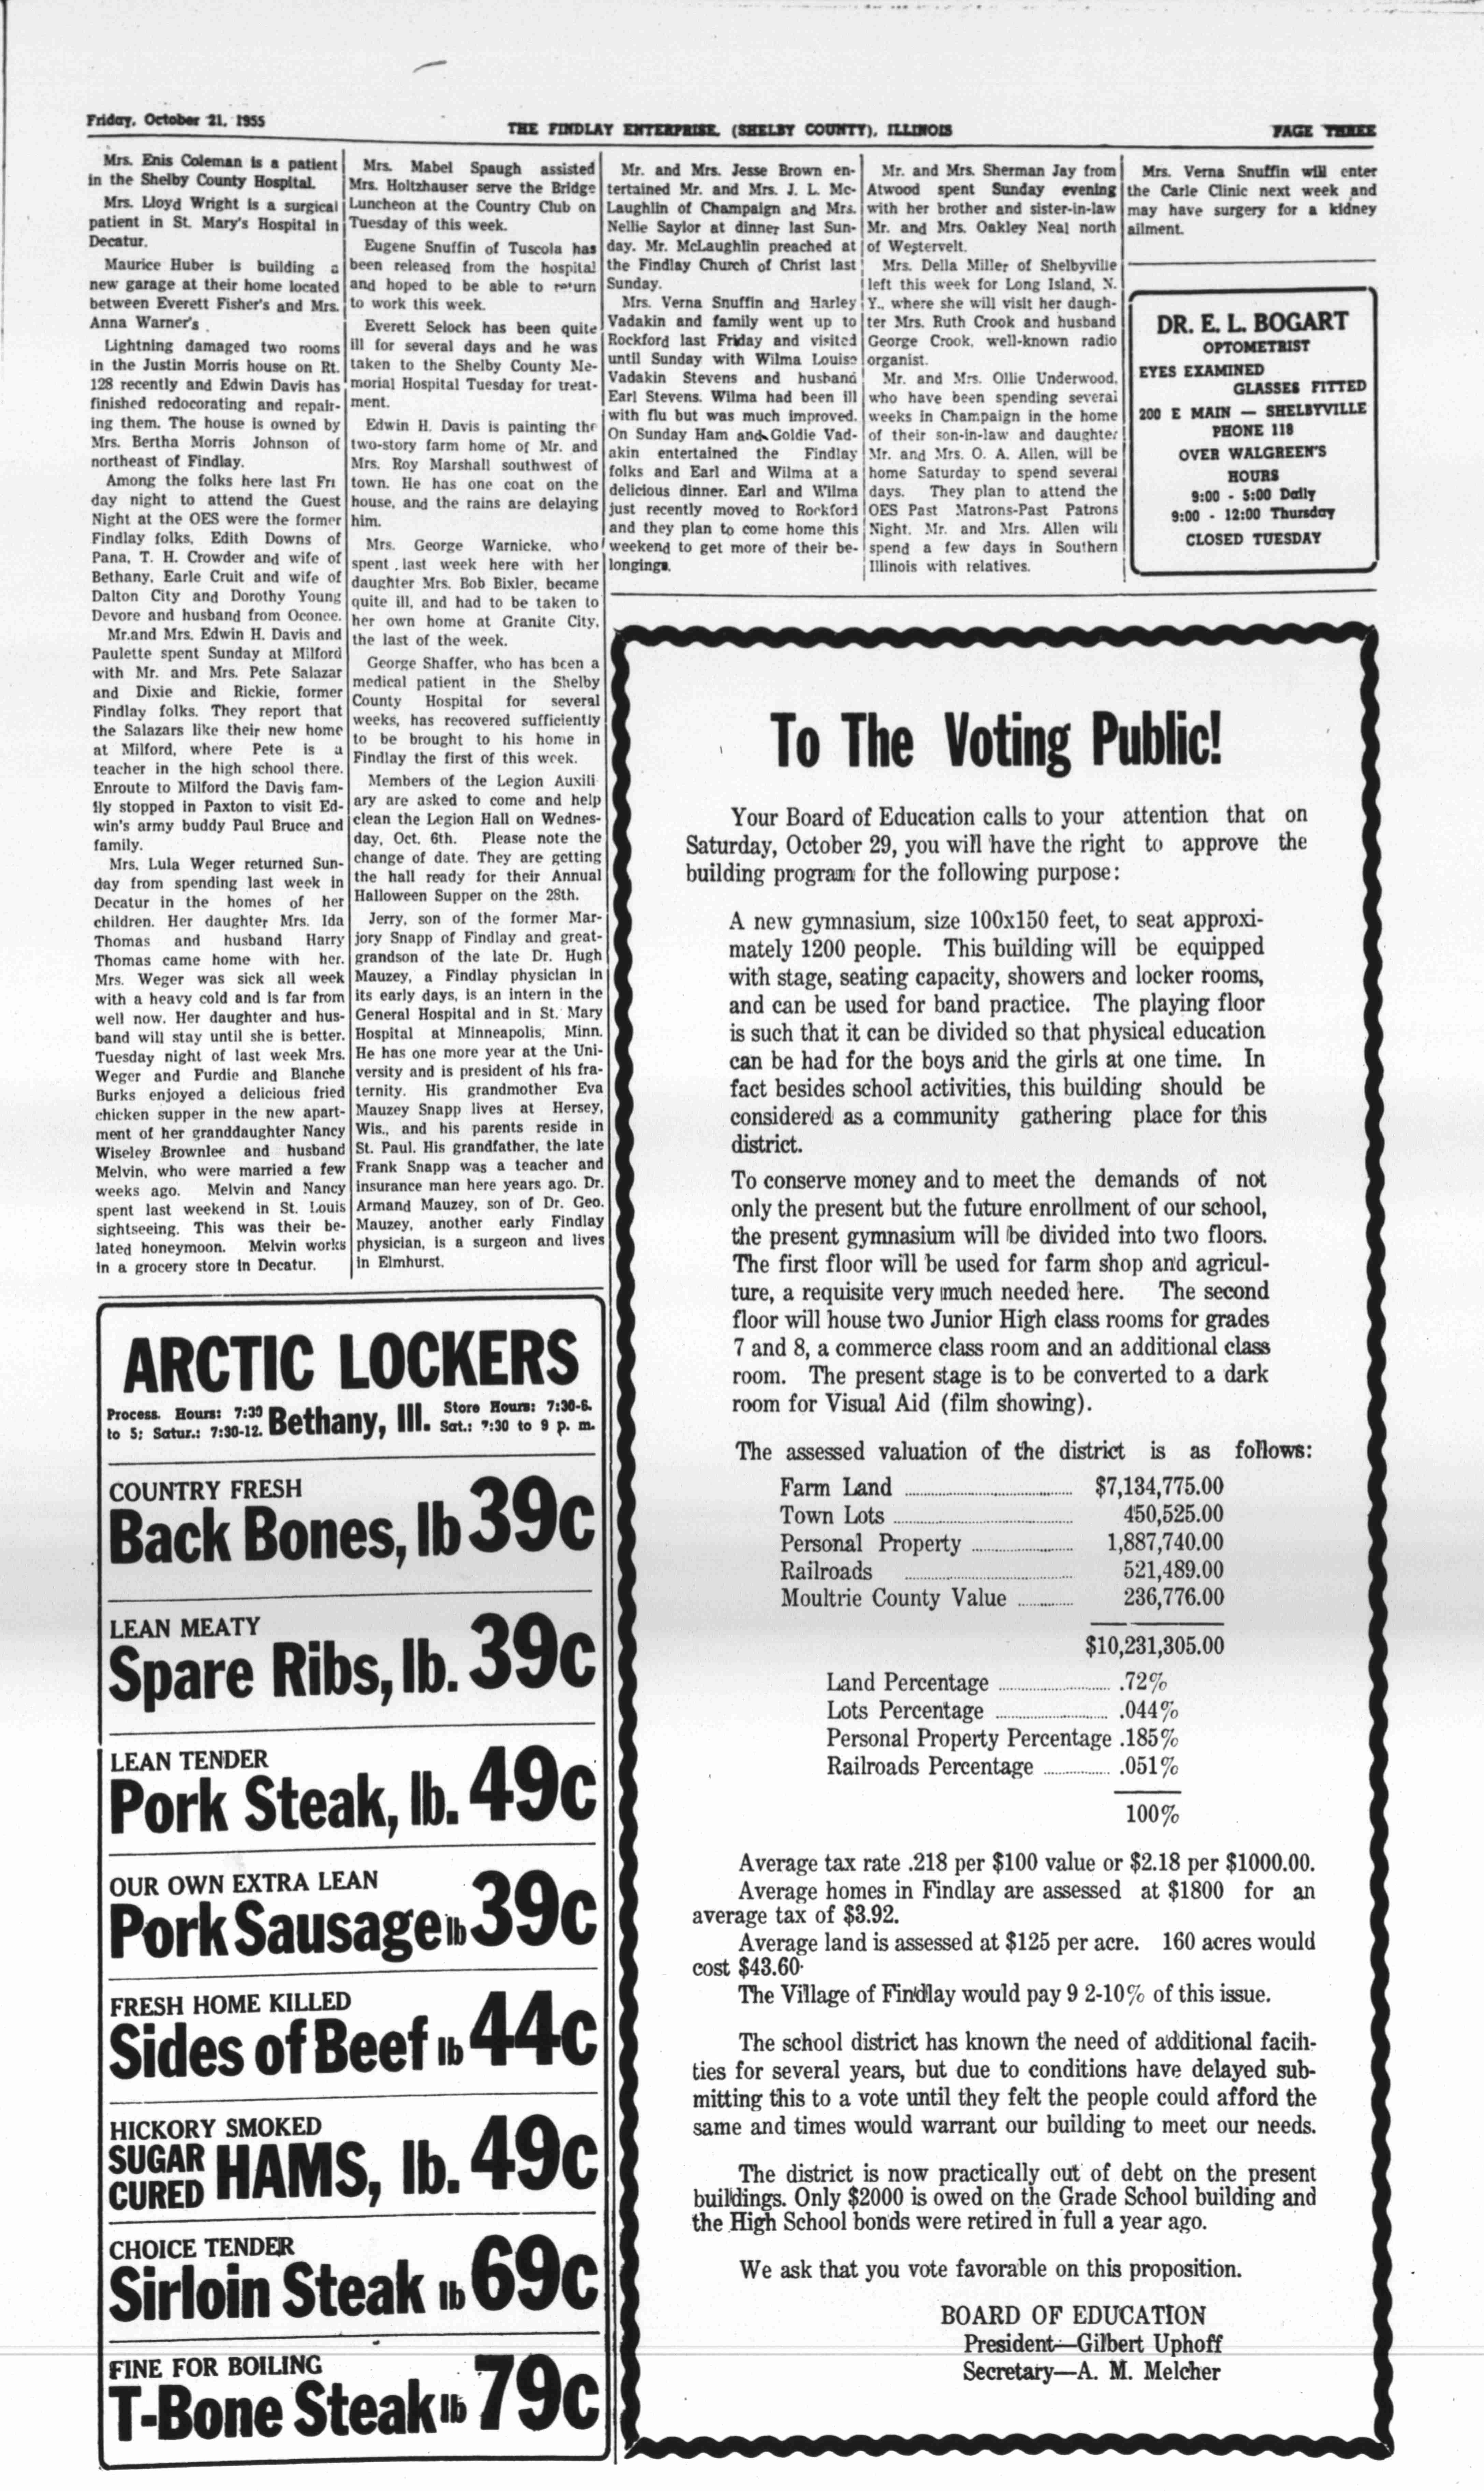 Friday, October 21, 1955
THE FINDLAY ENTERPRISE, (SHELBY COUNTY), ILLINOIS
PAGE THREE
Mrs. Enis Coleman is a patient
in the Shelby County Hospital.
Mrs. Lloyd Wright is a surgical
patient in St. Mary's Hospital in
Decatur.
Maurice Huber is building a
new garage at their home located
between Everett Fisher's and Mrs.
Anna Warner's .
Lightning damaged two rooms
in the Justin Morris house on Rt.
128 recently and Edwin Davis has
finished redocorating and repair-
ing them. The house is owned by
Mrs. Bertha Morris Johnson of
northeast of Findlay.
Among the folks here last Fri
day night to attend the Guest
Night at the OES were the former
Findlay folks, Edith Downs of
Pana, T. H. Crowder and wife of
Bethany, Earle Cruit and wife of
Dalton City and Dorothy Young
Devore and husband from Oconee.
Mr.and Mrs. Edwin H. Davis and
Paulette spent Sunday at Milford
with Mr. and Mrs. Pete Salazar
and Dixie and Rickie, former
Findlay folks. They report that
the Salazars like their new home
at Milford, where Pete is a
teacher in the high school there.
Enroute to Milford the Davis fam-
ily stopped in Paxton to visit Ed-
win's army buddy Paul Bruce and
family.
Mrs. Lula Weger returned Sun-
day from spending last week in
Decatur in the homes of her
children. Her daughter Mrs. Ida
Thomas and husband Harry
Thomas came home with her.
Mrs. Weger was sick all week
with a heavy cold and is far from
well now. Her daughter and hus-
band will stay until she is better.
Tuesday night of last week Mrs.
Weger and Furdie and Blanche
Burks enjoyed a delicious fried
chicken supper in the new apart-
ment of her granddaughter Nancy
Wiseley Brownlee and husband
Melvin, who were married a few
weeks ago. Melvin and Nancy
spent last weekend in St. Louis
sightseeing. This was their be-
lated honeymoon. Melvin works
in a grocery store in Decatur.
Mrs. Mabel Spaugh assisted
Mrs. Holtzhauser serve the Bridge
Luncheon at the Country Club on
Tuesday of this week.
Eugene Snuffin of Tuscola has
been released from the hospital
and hoped to be able to return
to work this week.
Everett Selock has been quite
ill for several days and he was
taken to the Shelby County Me-
morial Hospital Tuesday for treat-
ment.
Edwin H. Davis is painting the
two-story farm home of Mr. and
Mrs. Roy Marshall southwest of
town. He has one coat on the
house, and the rains are delaying
him.
Mrs. George Warnicke, who
spent last week here with her
daughter Mrs. Bob Bixler, became
quite ill, and had to be taken to
her own home at Granite City,
the last of the week.
George Shaffer, who has been a
medical patient in the Shelby
County Hospital for several
weeks, has recovered sufficiently
to be brought to his home in
Findlay the first of this week.
Members of the Legion Auxili
ary are asked to come and help
clean the Legion Hall on Wednes-
day, Oct. 6th. Please note the
change of date. They are getting
the hall ready for their Annual
Halloween Supper on the 28th.
Jerry, son of the former Mar-
jory Snapp of Findlay and great-
grandson of the late Dr. Hugh
Mauzey, a Findlay physician in
its early days, is an intern in the
General Hospital and in St. Mary
Hospital at Minneapolis, Minn.
He has one more year at the Uni-
versity and is president of his fra-
ternity. His grandmother Eva
Mauzey Snapp lives at Hersey,
Wis., and his parents reside in
St. Paul. His grandfather, the late
Frank Snapp was a teacher and
insurance man here years ago. Dr.
Armand Mauzey, son of Dr. Geo.
Mauzey, another early Findlay
physician, is a surgeon and lives
in Elmhurst.
Mr. and Mrs. Jesse Brown en-
tertained Mr. and Mrs. J. L. Mc-
Laughlin of Champaign and Mrs.
Nellie Saylor at dinner last Sun-
day. Mr. McLaughlin preached at
the Findlay Church of Christ last
Sunday.
Mrs. Verna Snuffin and Harley
Vadakin and family went up to
Rockford last Friday and visited
until Sunday with Wilma Louise
Vadakin Stevens and husband
Earl Stevens. Wilma had been ill
with flu but was much improved.
On Sunday Ham and Goldie Vad-
akin entertained the Findlay
folks and Earl and Wilma at a
delicious dinner. Earl and Wilma
just recently moved to Rockford
and they plan to come home this
weekend to get more of their be-
longings.
Mr. and Mrs. Sherman Jay from
Atwood spent Sunday evening
with her brother and sister-in-law
Mr. and Mrs. Oakley Neal north
of Westervelt.
Mrs. Della Miller of Shelbyville
left this week for Long Island, N.
Y., where she will visit her daugh-
ter Mrs. Ruth Crook and husband
George Crook, well-known radio
organist.
Mr. and Mrs. Ollie Underwood,
who have been spending several
weeks in Champaign in the home
of their son-in-law and daughter
Mr. and Mrs. O. A. Allen, will be
home Saturday to spend several
days. They plan to attend the
OES Past Matrons-Past Patrons
Night. Mr. and Mrs. Allen will
spend a few days in Southern
Illinois with relatives.
Mrs. Verna Snuffin will enter
the Carle Clinic next week and
may have surgery for a kidney
ailment.
DR. E. L. BOGART
OPTOMETRIST
EYES EXAMINED
GLASSES FITTED
200 E MAIN — SHELBYVILLE
PHONE 118
OVER WALGREEN'S
HOURS
9:00 - 5:00 Daily
9:00 - 12:00 Thursday
CLOSED TUESDAY
ARCTIC LOCKERS
Process. Hours: 7:30
to 5; Satur.: 7:30-12.
Bethany, Ill.
Store Hours: 7:30-6.
Sat.: 7:30 to 9 p. m.
COUNTRY FRESH
Back Bones, lb 39c
LEAN MEATY
Spare Ribs, lb. 39c
LEAN TENDER
Pork Steak, lb. 49c
OUR OWN EXTRA LEAN
Pork Sausage lb 39c
FRESH HOME KILLED
Sides of Beef lb 44c
HICKORY SMOKED
SUGAR CURED HAMS, lb. 49c
CHOICE TENDER
Sirloin Steak lb 69c
FINE FOR BOILING
T-Bone Steak lb 79c
To The Voting Public!
Your Board of Education calls to your attention that on
Saturday, October 29, you will have the right to approve the
building program for the following purpose:
A new gymnasium, size 100x150 feet, to seat approxi-
mately 1200 people. This building will be equipped
with stage, seating capacity, showers and locker rooms,
and can be used for band practice. The playing floor
is such that it can be divided so that physical education
can be had for the boys and the girls at one time. In
fact besides school activities, this building should be
considered as a community gathering place for this
district.
To conserve money and to meet the demands of not
only the present but the future enrollment of our school,
the present gymnasium will be divided into two floors.
The first floor will be used for farm shop and agricul-
ture, a requisite very much needed here. The second
floor will house two Junior High class rooms for grades
7 and 8, a commerce class room and an additional class
room. The present stage is to be converted to a dark
room for Visual Aid (film showing).
The assessed valuation of the district is as follows:
Farm Land $7,134,775.00
Town Lots 450,525.00
Personal Property 1,887,740.00
Railroads 521,489.00
Moultrie County Value 236,776.00
$10,231,305.00
Land Percentage .72%
Lots Percentage .044%
Personal Property Percentage .185%
Railroads Percentage .051%
100%
Average tax rate .218 per $100 value or $2.18 per $1000.00.
Average homes in Findlay are assessed at $1800 for an
average tax of $3.92.
Average land is assessed at $125 per acre. 160 acres would
cost $43.60.
The Village of Findlay would pay 9 2-10% of this issue.
The school district has known the need of additional facili-
ties for several years, but due to conditions have delayed sub-
mitting this to a vote until they felt the people could afford the
same and times would warrant our building to meet our needs.
The district is now practically out of debt on the present
buildings. Only $2000 is owed on the Grade School building and
the High School bonds were retired in full a year ago.
We ask that you vote favorable on this proposition.
BOARD OF EDUCATION
President—Gilbert Uphoff
Secretary—A. M. Melcher